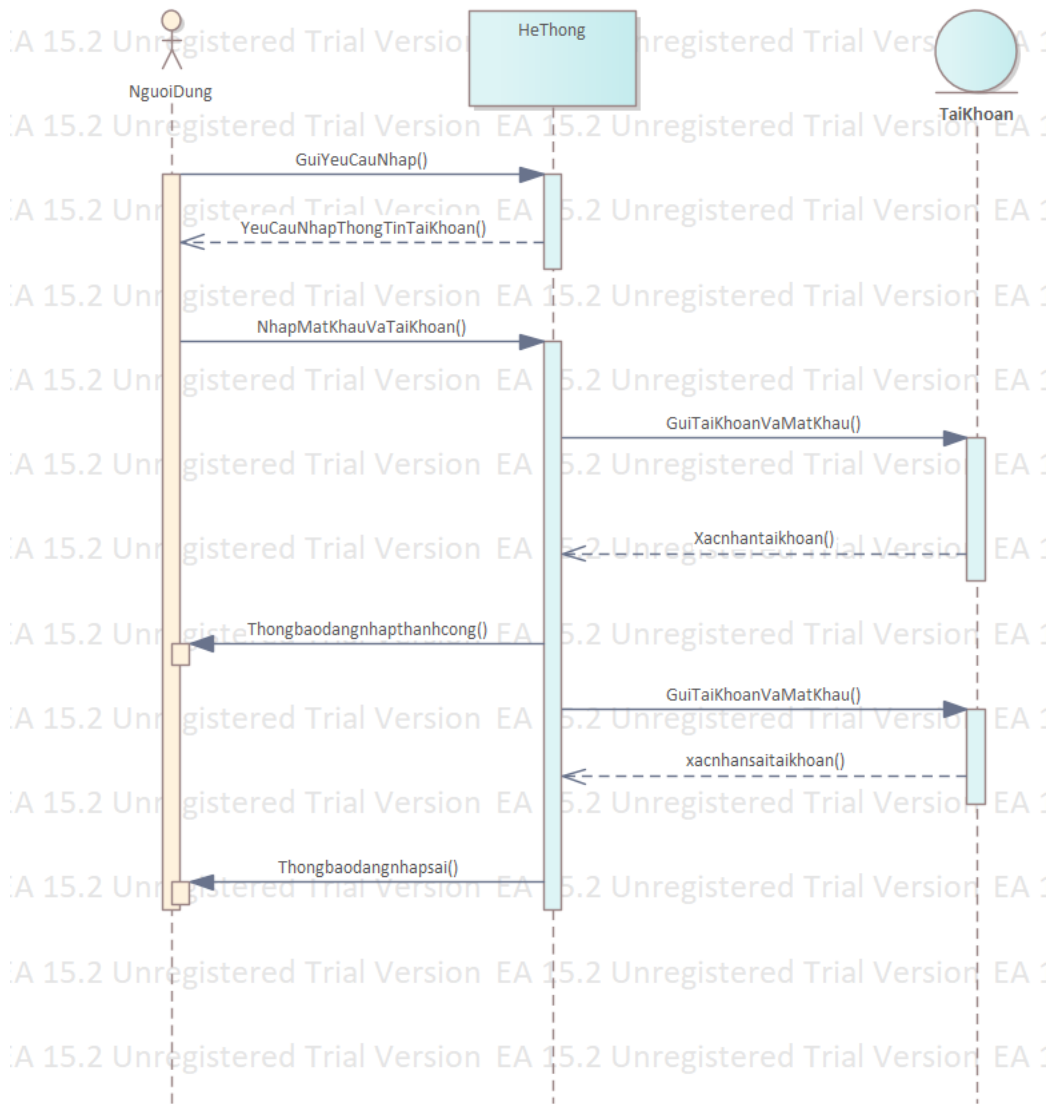 HeThong
NguoiDung
TaiKhoan
GuiYeuCauNhap()
YeuCauNhapThongTinTaiKhoan()
NhapMatKhauVaTaiKhoan()
GuiTaiKhoanVaMatKhau()
Xacnhantaikhoan()
Thongbaodangnhapthanhcong()
GuiTaiKhoanVaMatKhau()
xacnhansaitaikhoan()
Thongbaodangnhapsai()
EA 15.2 Unregistered Trial Version